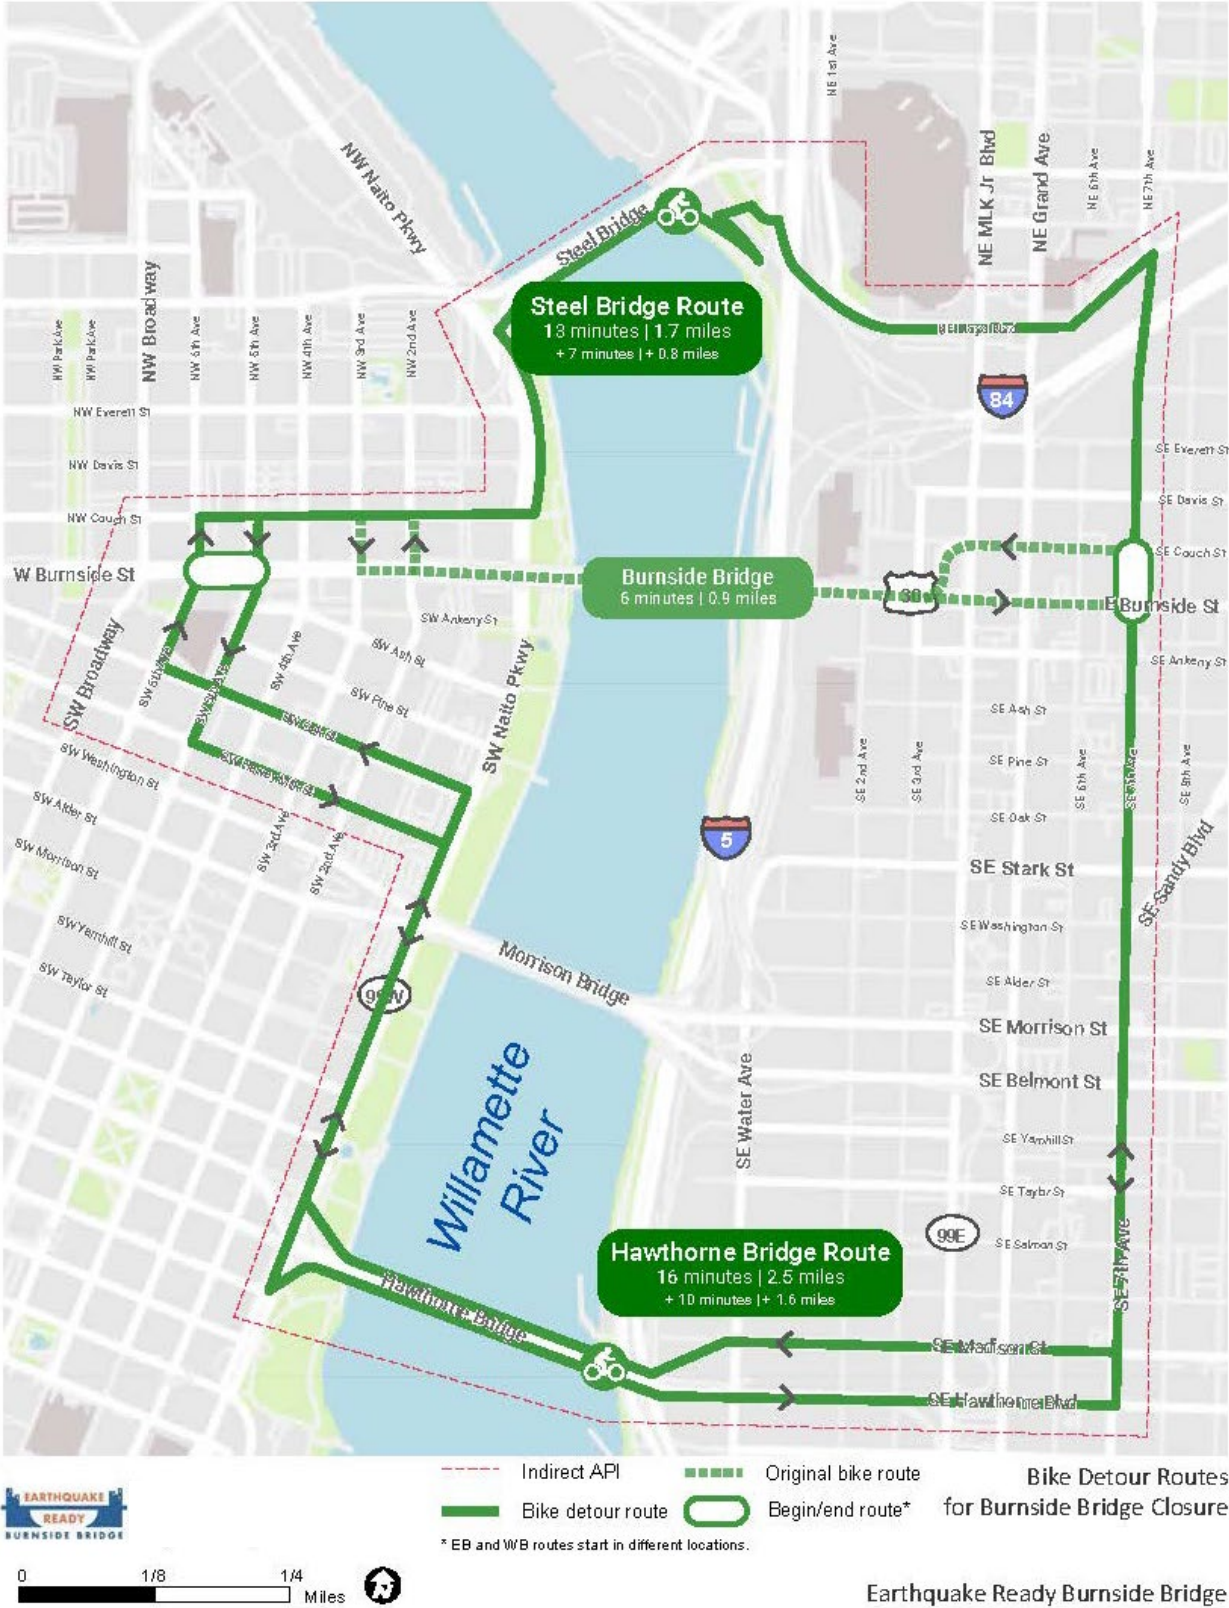 NE 1st Ave
NE MLK Jr Blvd
NE Grand Ave
NE 6th Ave
NE 7th Ave
NW Naito Pkwy
Steel Bridge
Steel Bridge Route
13 minutes | 1.7 miles
+ 7 minutes | + 0.8 miles
NW Park Ave
NW Broadway
NW 6th Ave
NW 5th Ave
NW 4th Ave
NW 3rd Ave
NW 2nd Ave
84
NW Everett St
NW Davis St
NW Couch St
W Burnside St
SE Everett St
SE Davis St
SE Couch St
Burnside Bridge
6 minutes | 0.9 miles
30
E Burnside St
SW Ankeny St
SW Ash St
SW Pine St
SE Ankeny St
SW Broadway
SW 6th Ave
SW 4th Ave
SW Naito Pkwy
SE Ash St
SE Pine St
SE Oak St
SE 2nd Ave
SE 3rd Ave
SE 6th Ave
SE 7th Ave
SE 8th Ave
SW Washington St
SW Alder St
SW Morrison St
SW Yamhill St
SW Taylor St
SW 3rd Ave
SW 2nd Ave
5
SE Stark St
SE Sandy Blvd
SE Washington St
SE Alder St
SE Morrison St
SE Belmont St
Morrison Bridge
99W
Willamette
River
SE Water Ave
SE Yamhill St
SE Taylor St
SE Salmon St
99E
SE 7th Ave
Hawthorne Bridge Route
16 minutes | 2.5 miles
+ 10 minutes | + 1.6 miles
Hawthorne Bridge
SE Madison St
SE Hawthorne Blvd
Indirect API
Original bike route
Bike detour route
Begin/end route*
* EB and WB routes start in different locations.
Bike Detour Routes
for Burnside Bridge Closure
EARTHQUAKE
READY
BURNSIDE BRIDGE
0 1/8 1/4
Miles
N
Earthquake Ready Burnside Bridge